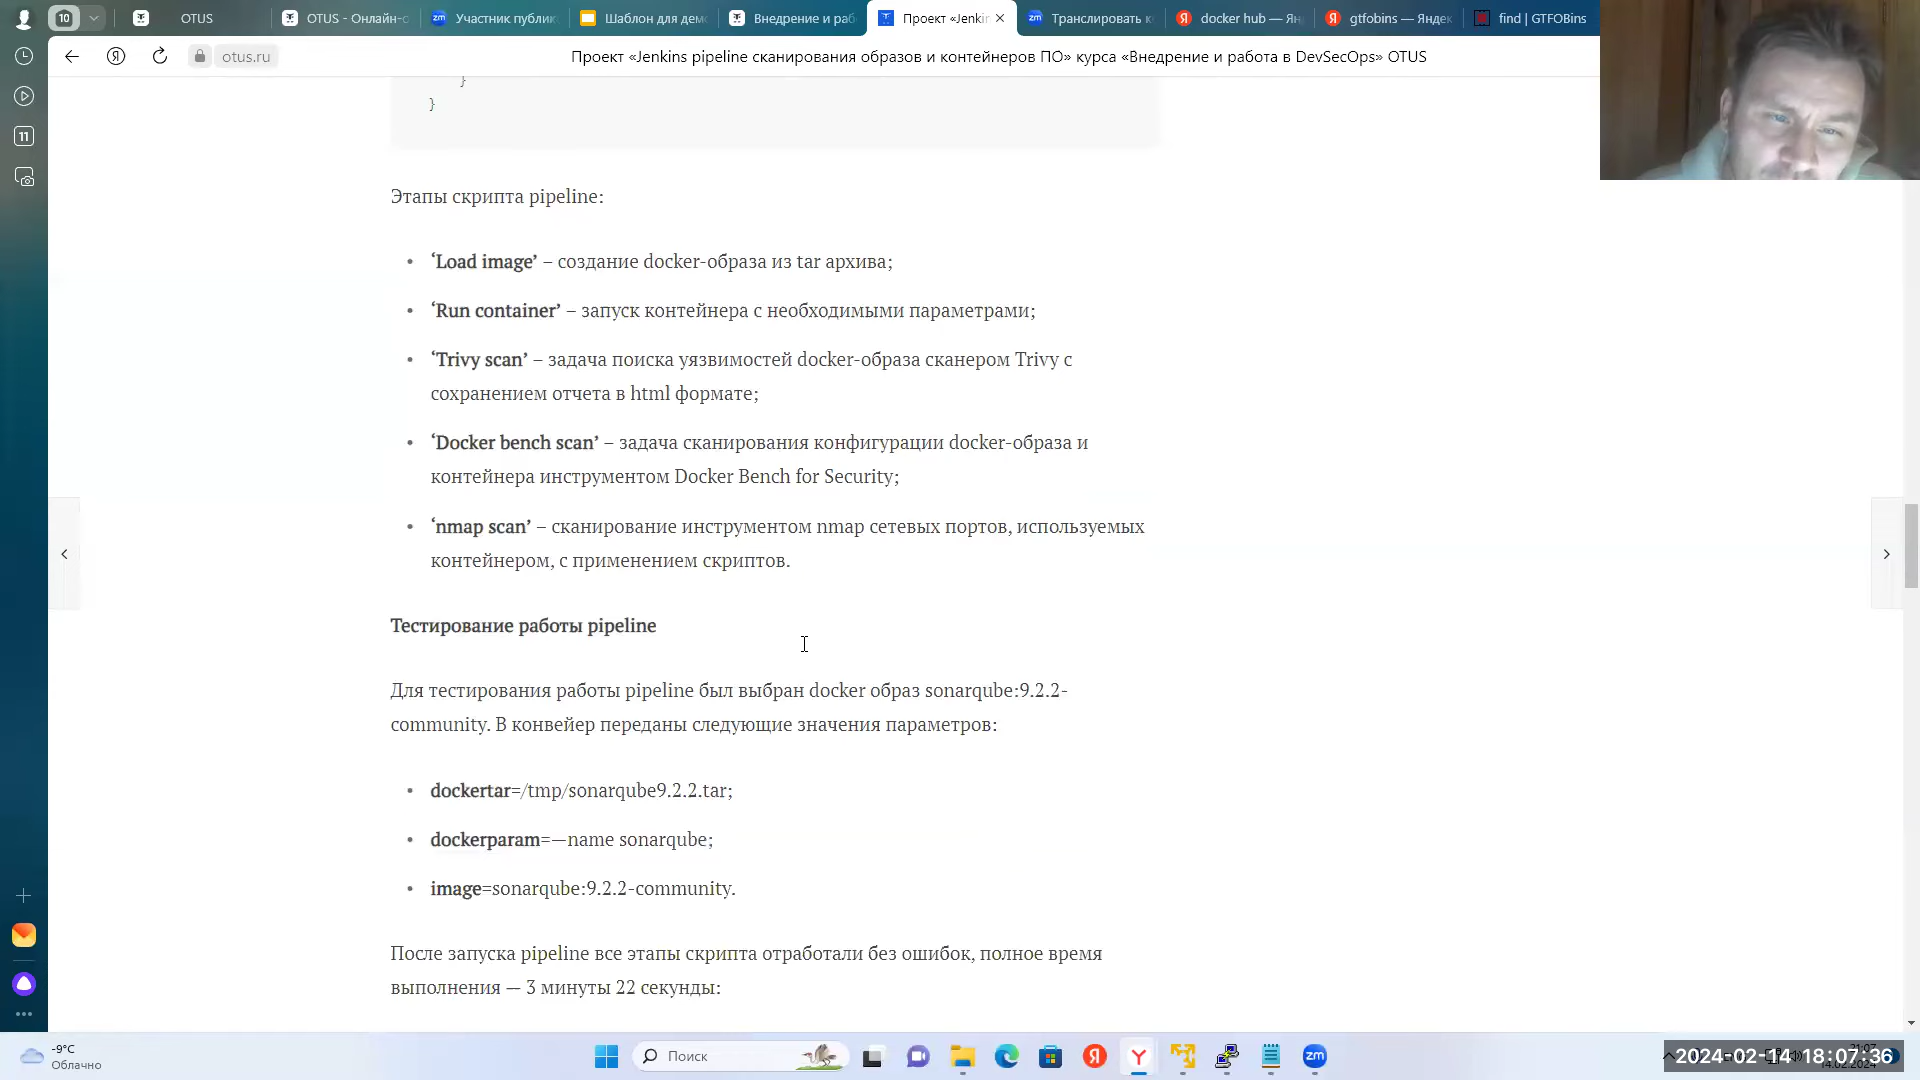 10
OTUS
OTUS - Онлайн-о
Участник публик
Шаблон для дем
Внедрение и раб
Проект «Jenkin
Транслировать к
docker hub — Ян
gtfobins — Яндек
find | GTFOBins
otus.ru
Проект «Jenkins pipeline сканирования образов и контейнеров ПО» курса «Внедрение и работа в DevSecOps» OTUS
11
}
}
Этапы скрипта pipeline:
• ‘Load image’ – создание docker-образа из tar архива;
• ‘Run container’ – запуск контейнера с необходимыми параметрами;
• ‘Trivy scan’ – задача поиска уязвимостей docker-образа сканером Trivy с
сохранением отчета в html формате;
• ‘Docker bench scan’ – задача сканирования конфигурации docker-образа и
контейнера инструментом Docker Bench for Security;
• ‘nmap scan’ – сканирование инструментом nmap сетевых портов, используемых
контейнером, с применением скриптов.
Тестирование работы pipeline
Для тестирования работы pipeline был выбран docker образ sonarqube:9.2.2-
community. В конвейер переданы следующие значения параметров:
• dockertar=/tmp/sonarqube9.2.2.tar;
• dockerparam=—name sonarqube;
• image=sonarqube:9.2.2-community.
После запуска pipeline все этапы скрипта отработали без ошибок, полное время
выполнения — 3 минуты 22 секунды:
-9°C
Облачно
Поиск
2024-02-14 18:07:36